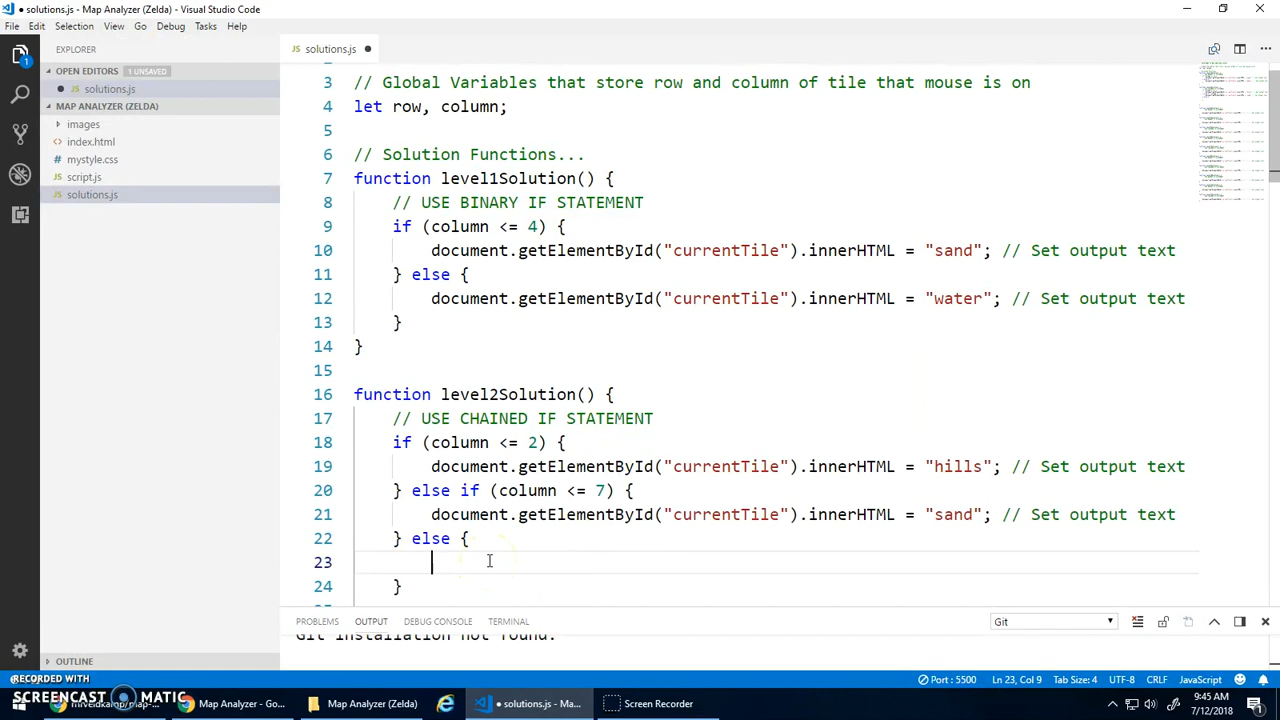 ● solutions.js - Map Analyzer (Zelda) - Visual Studio Code
File Edit Selection View Go Debug Tasks Help
EXPLORER
OPEN EDITORS 1 UNSAVED
solutions.js
MAP ANALYZER (ZELDA)
images
index.html
mystyle.css
JS script.js
JS solutions.js
OUTLINE
JS solutions.js ●
3 // Global Variables that store row and column of tile that mouse is on
4 let row, column;
5
6 // Solution Functions...
7 function level1Solution() {
8 // USE BINARY IF STATEMENT
9 if (column <= 4) {
10 document.getElementById("currentTile").innerHTML = "sand"; // Set output text
11 } else {
12 document.getElementById("currentTile").innerHTML = "water"; // Set output text
13 }
14 }
15
16 function level2Solution() {
17 // USE CHAINED IF STATEMENT
18 if (column <= 2) {
19 document.getElementById("currentTile").innerHTML = "hills"; // Set output text
20 } else if (column <= 7) {
21 document.getElementById("currentTile").innerHTML = "sand"; // Set output text
22 } else {
23
24 }
PROBLEMS OUTPUT DEBUG CONSOLE TERMINAL Git
Git installation not found.
Port : 5500 Ln 23, Col 9 Tab Size: 4 UTF-8 CRLF JavaScript
RECORDED WITH
SCREENCAST MATIC
Map Analyzer - Go... Map Analyzer (Zelda) ● solutions.js - Ma... Screen Recorder
9:45 AM
7/12/2018